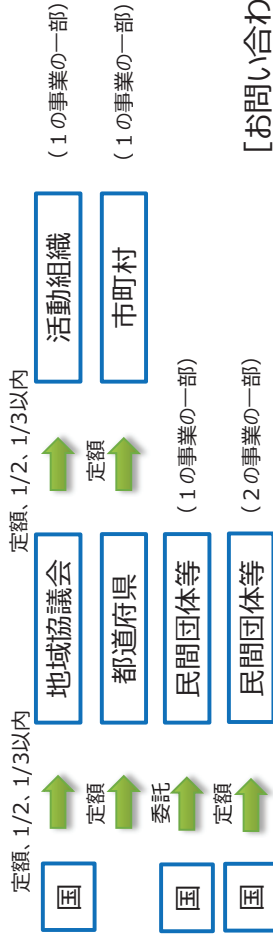 定額、1/2、1/3以内
定額、1/2、1/3以内
国
地域協議会
活動組織
(1の事業の一部)
定額
定額
都道府県
市町村
(1の事業の一部)
国
委託
民間団体等
(1の事業の一部)
国
定額
民間団体等
(2の事業の一部)
[お問い合わ